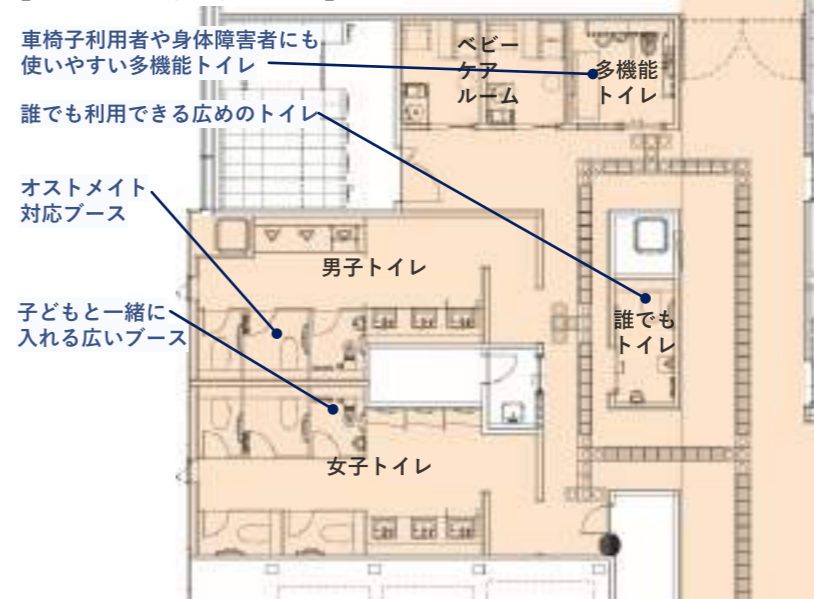 車椅子利用者や身体障害者にも
使いやすい多機能トイレ
誰でも利用できる広めのトイレ
オストメイト
対応ブース
子どもと一緒に
入れる広いブース
ベビー
ケア
ルーム
多機能
トイレ
男子トイレ
誰でも
トイレ
女子トイレ